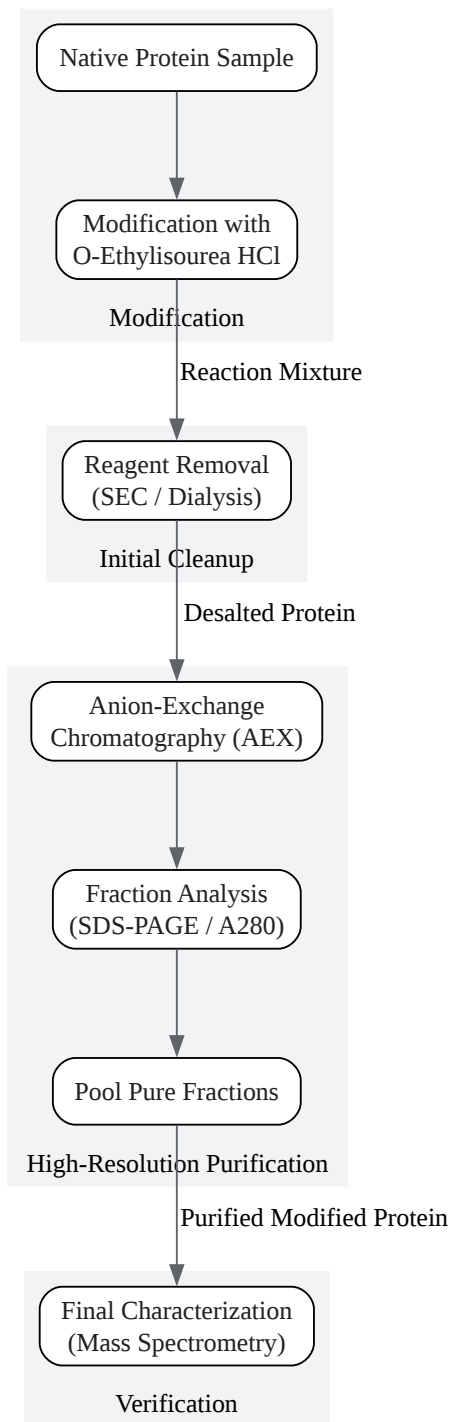 Native Protein Sample
Modification with
O-Ethylisourea HCl
Modification
Reaction Mixture
Reagent Removal
(SEC / Dialysis)
Initial Cleanup
Desalted Protein
Anion-Exchange
Chromatography (AEX)
Fraction Analysis
(SDS-PAGE / A280)
Pool Pure Fractions
High-Resolution Purification
Purified Modified Protein
Final Characterization
(Mass Spectrometry)
Verification